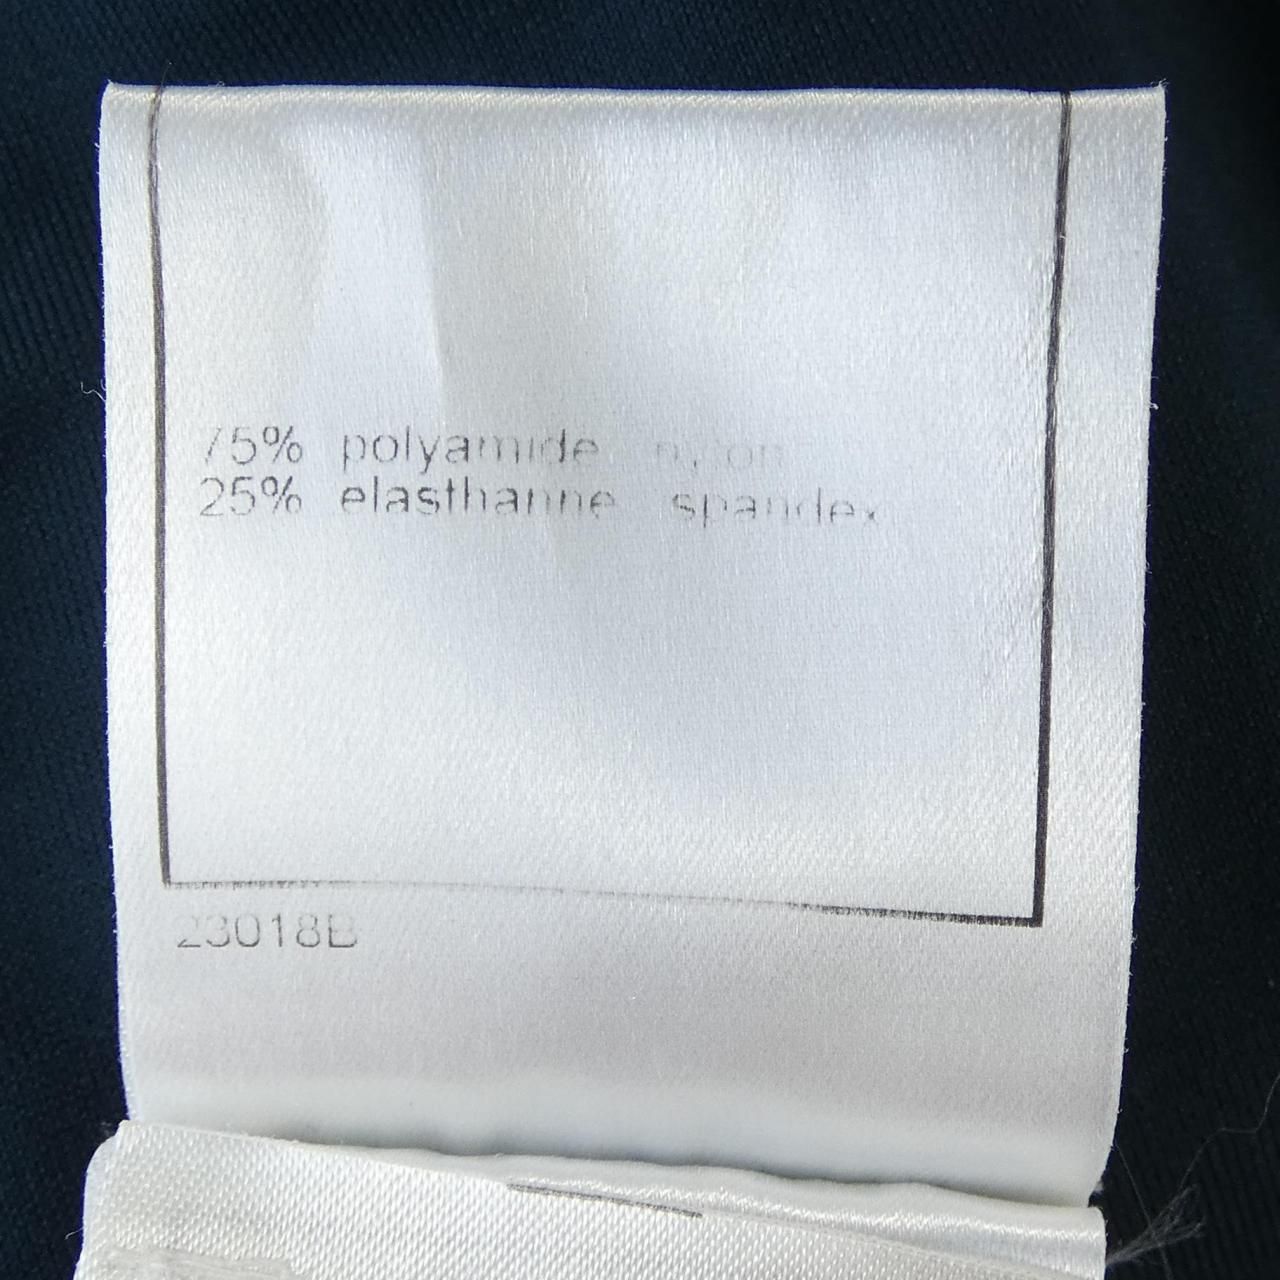 75% polyamide nylon
25% elasthanne spandex
23018B